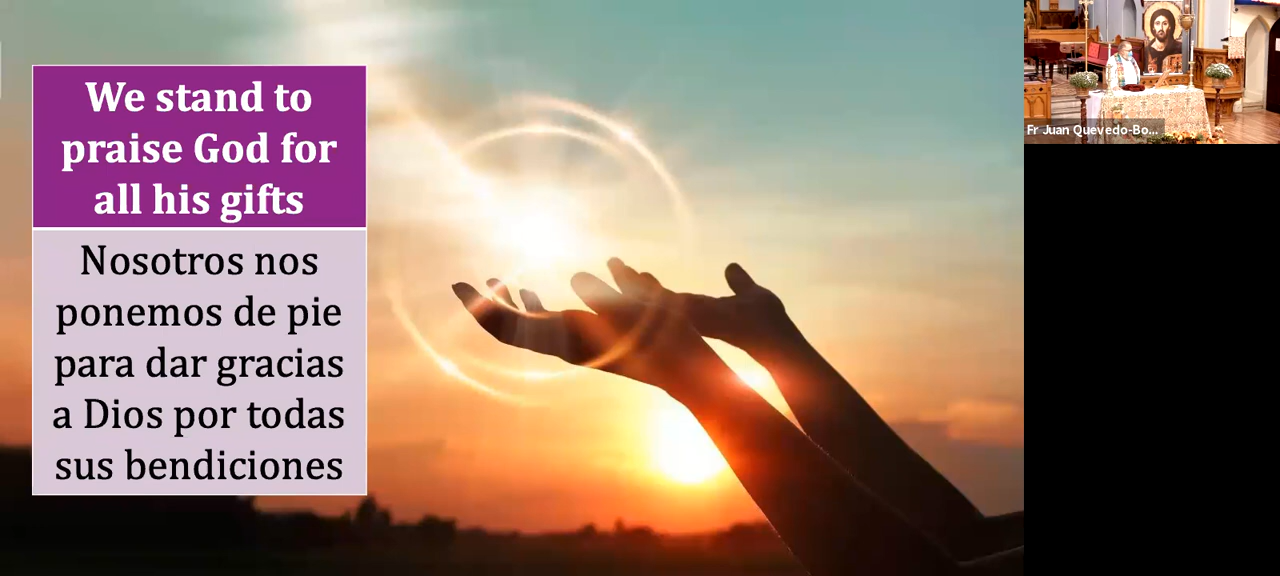 We stand to
praise God for
all his gifts
Nosotros nos
ponemos de pie
para dar gracias
a Dios por todas
sus bendiciones
Fr Juan Quevedo-Bo...